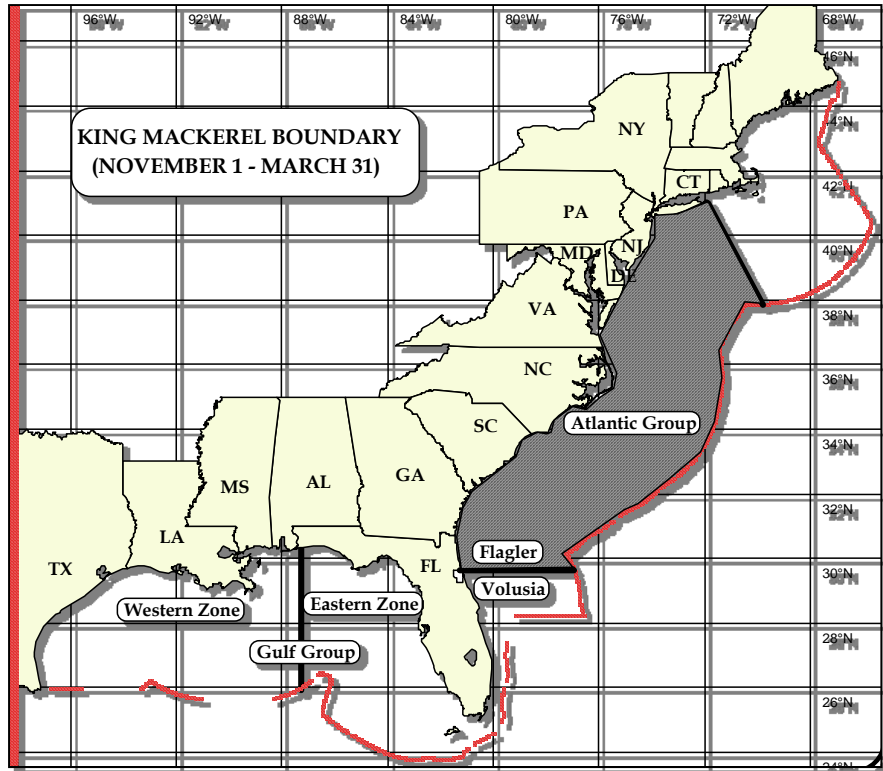 96°W 92°W 88°W 84°W 80°W 76°W 72°W 68°W
46°N
KING MACKEREL BOUNDARY
(NOVEMBER 1 - MARCH 31)
NY
44°N
CT
42°N
PA
NJ
MD
40°N
DE
VA
38°N
NC
36°N
SC
Atlantic Group
34°N
GA
MS
AL
32°N
LA
Flagler
TX
FL
30°N
Volusia
Western Zone
Eastern Zone
28°N
Gulf Group
26°N
24°N